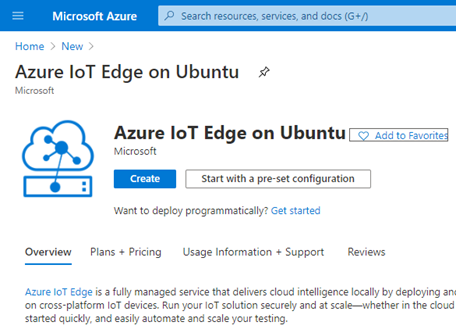 Microsoft Azure
Search resources, services, and docs (G+/)
Home > New >
Azure IoT Edge on Ubuntu
Microsoft
Azure IoT Edge on Ubuntu
Add to Favorites
Microsoft
Create
Start with a pre-set configuration
Want to deploy programmatically? Get started
Overview
Plans + Pricing
Usage Information + Support
Reviews
Azure IoT Edge is a fully managed service that delivers cloud intelligence locally by deploying and
on cross-platform IoT devices. Run your IoT solution securely and at scale—whether in the cloud
started quickly, and easily automate and scale your testing.